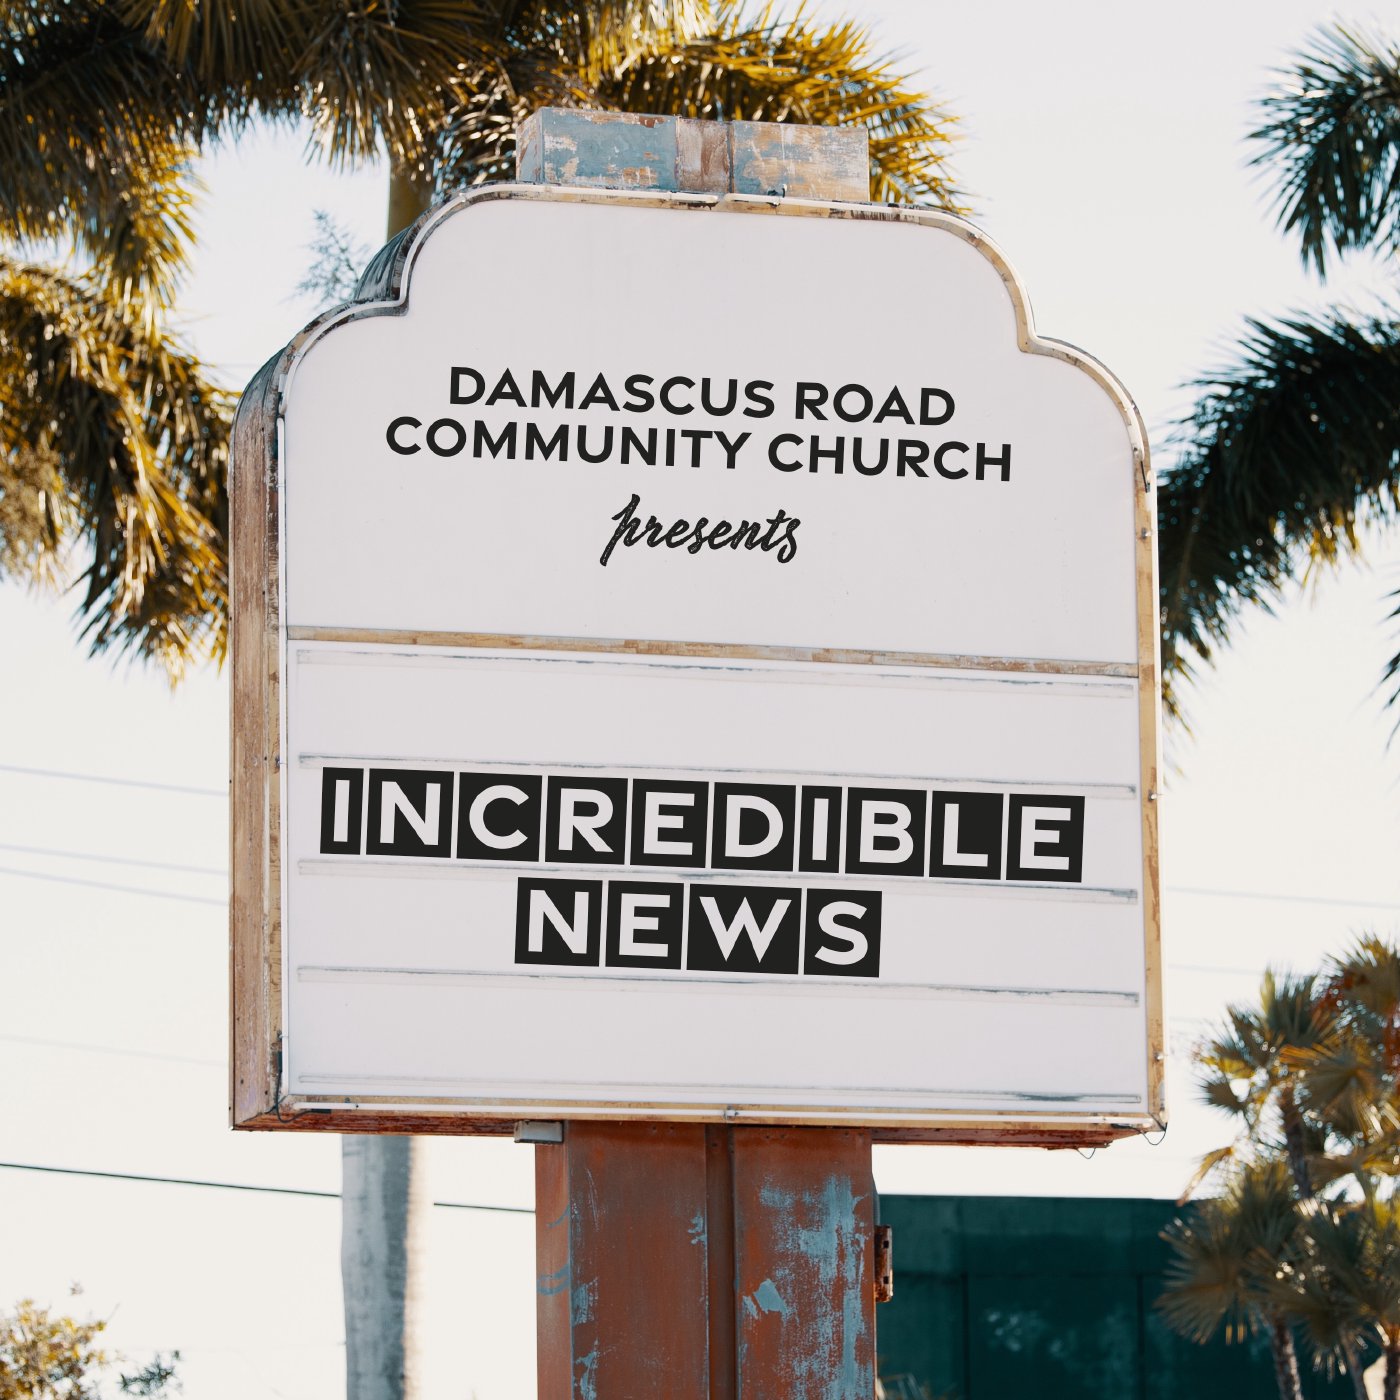 DAMASCUS ROAD
COMMUNITY CHURCH
presents
INCREDIBLE
NEWS